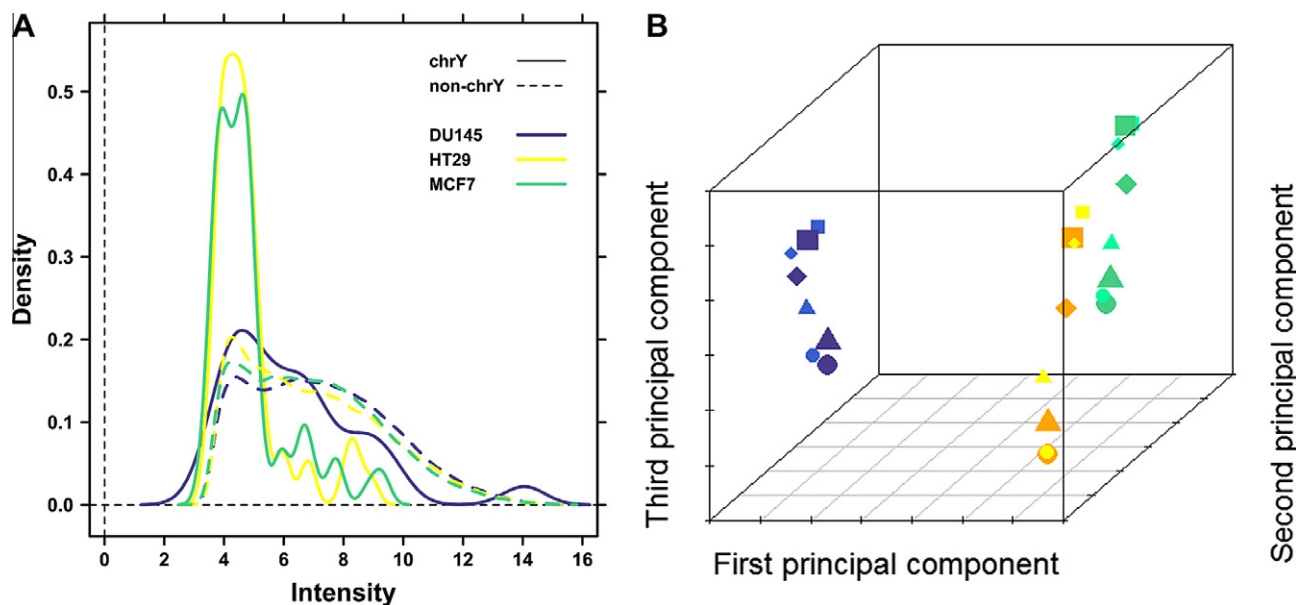 A
B
chrY
non-chrY
DU145
HT29
MCF7
Density
0.5
0.4
0.3
0.2
0.1
0.0
0 2 4 6 8 10 12 14 16
Intensity
Third principal component
First principal component
Second principal component